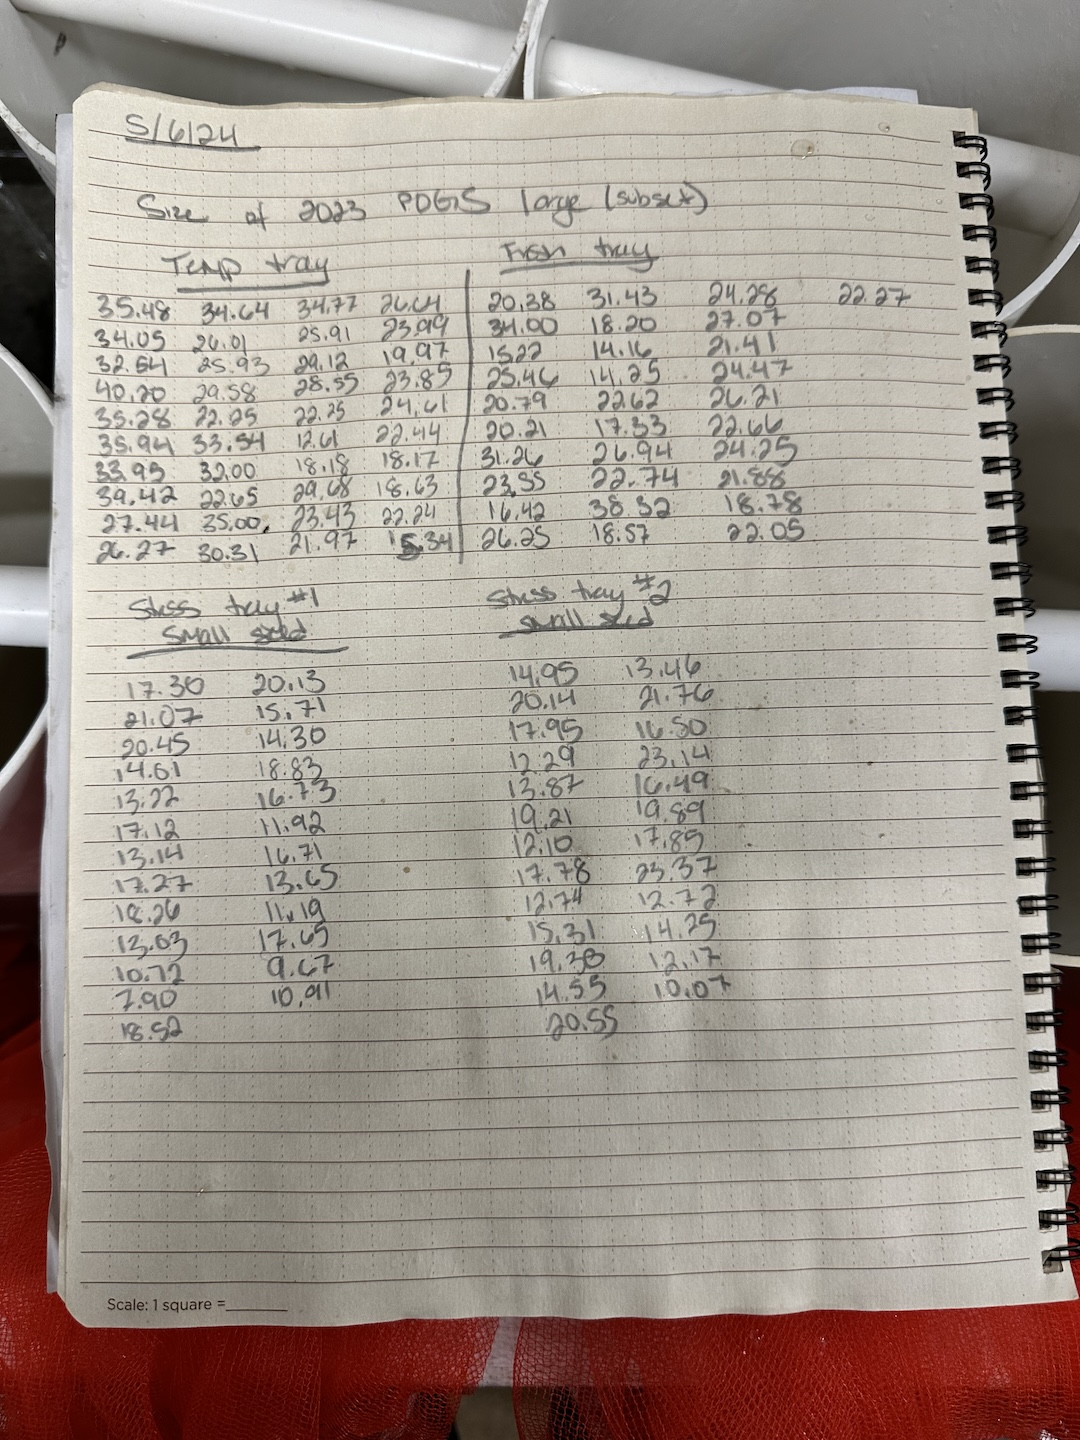 5/6/24
Size of 2023 POGIS large (subset)
Temp tray
Fresh tray
35.48 34.64 34.77 26.64 20.38 31.43 24.28 22.27
34.05 26.01 25.91 23.99 34.00 18.20 27.07
32.54 25.93 29.12 19.97 15.22 14.16 21.41
40.20 29.58 28.55 23.85 25.46 14.25 24.47
35.28 22.25 22.25 24.61 20.79 22.62 26.21
35.94 33.54 12.61 22.44 20.21 17.33 22.66
33.95 32.00 18.18 18.17 31.26 26.94 24.25
39.42 22.65 29.68 18.63 23.55 22.74 21.88
27.44 35.00 23.43 22.24 16.42 38.32 18.78
26.27 30.31 21.97 15.34 26.25 18.57 22.05
Stress tray #1
small seed
Stress tray #2
small seed
17.30 20.13 14.95 13.46
21.07 15.71 20.14 21.76
20.45 14.30 17.95 16.50
14.61 18.83 12.29 23.14
13.22 16.73 13.87 16.49
17.12 11.92 19.21 19.89
13.14 16.71 12.10 17.85
17.27 13.65 17.78 23.37
18.26 11.19 12.74 12.72
13.03 17.65 15.31 14.25
10.72 9.67 19.38 12.17
7.90 10.91 14.55 10.07
18.52 20.55
Scale: 1 square =